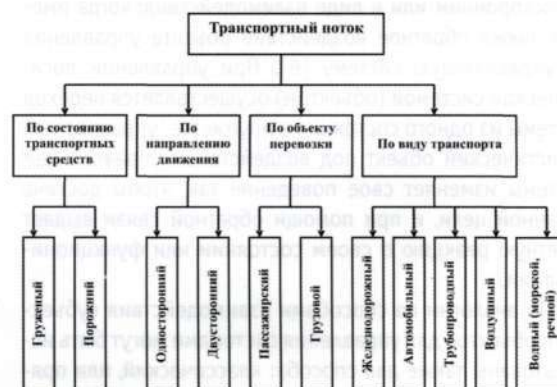 Транспортный поток
По состоянию
транспортных
средств
По
направлению
движения
По объекту
перевозки
По виду транспорта
Груженый
Порожний
Односторонний
Двусторонний
Пассажирский
Грузовой
Железнодорожный
Автомобильный
Трубопроводный
Воздушный
Водный (морской,
речной)